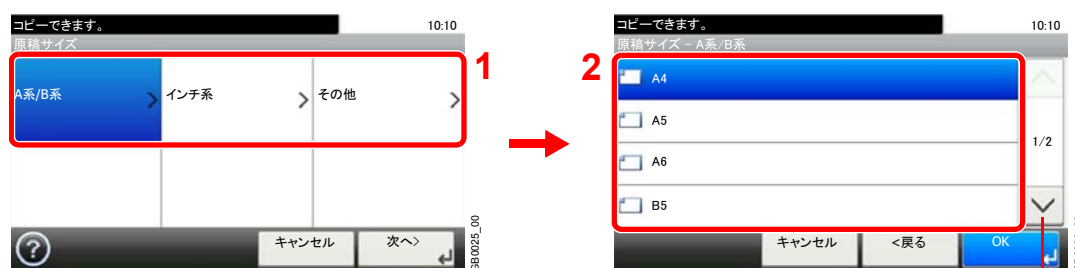 コピーできます。 10:10
原稿サイズ
A系/B系 インチ系 その他
キャンセル 次へ>
GB0025_00
1
コピーできます。 10:10
原稿サイズ - A系/B系
A4
A5
A6
B5
1/2
キャンセル <戻る OK
2